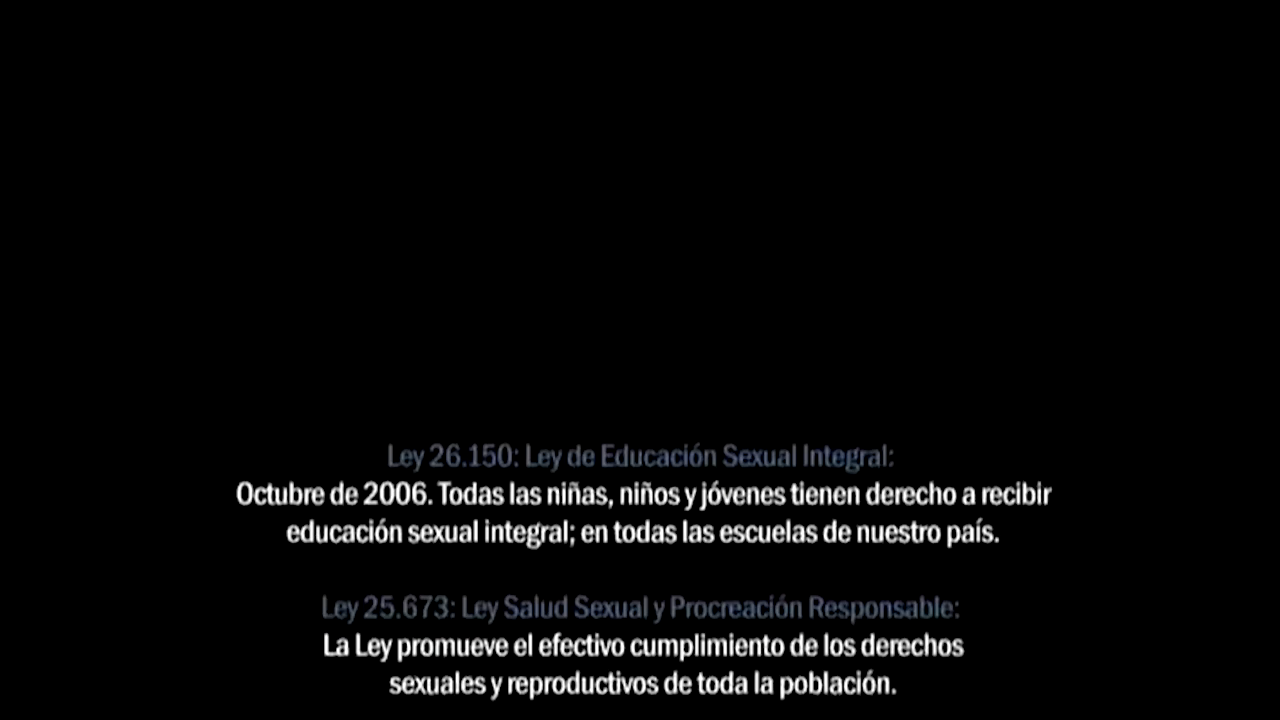 Ley 26.150: Ley de Educación Sexual Integral:
Octubre de 2006. Todas las niñas, niños y jóvenes tienen derecho a recibir
educación sexual integral; en todas las escuelas de nuestro país.
Ley 25.673: Ley Salud Sexual y Procreación Responsable:
La Ley promueve el efectivo cumplimiento de los derechos
sexuales y reproductivos de toda la población.